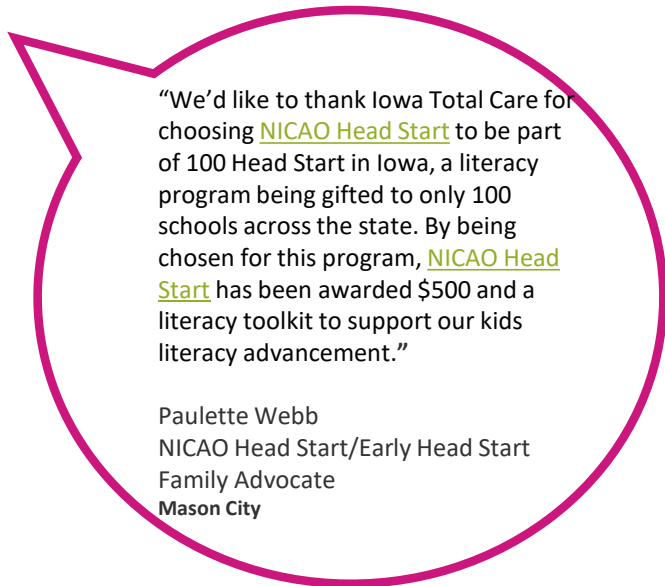 “We’d like to thank Iowa Total Care for
choosing NICAO Head Start to be part
of 100 Head Start in Iowa, a literacy
program being gifted to only 100
schools across the state. By being
chosen for this program, NICAO Head
Start has been awarded $500 and a
literacy toolkit to support our kids
literacy advancement.”
Paulette Webb
NICAO Head Start/Early Head Start
Family Advocate
Mason City